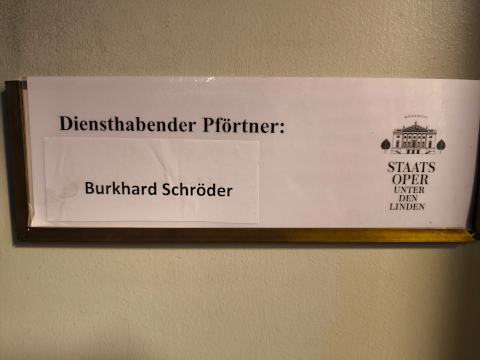 Diensthabender Pförtner:
Burkhard Schröder
STAATS
OPER
UNTER
DEN
LINDEN